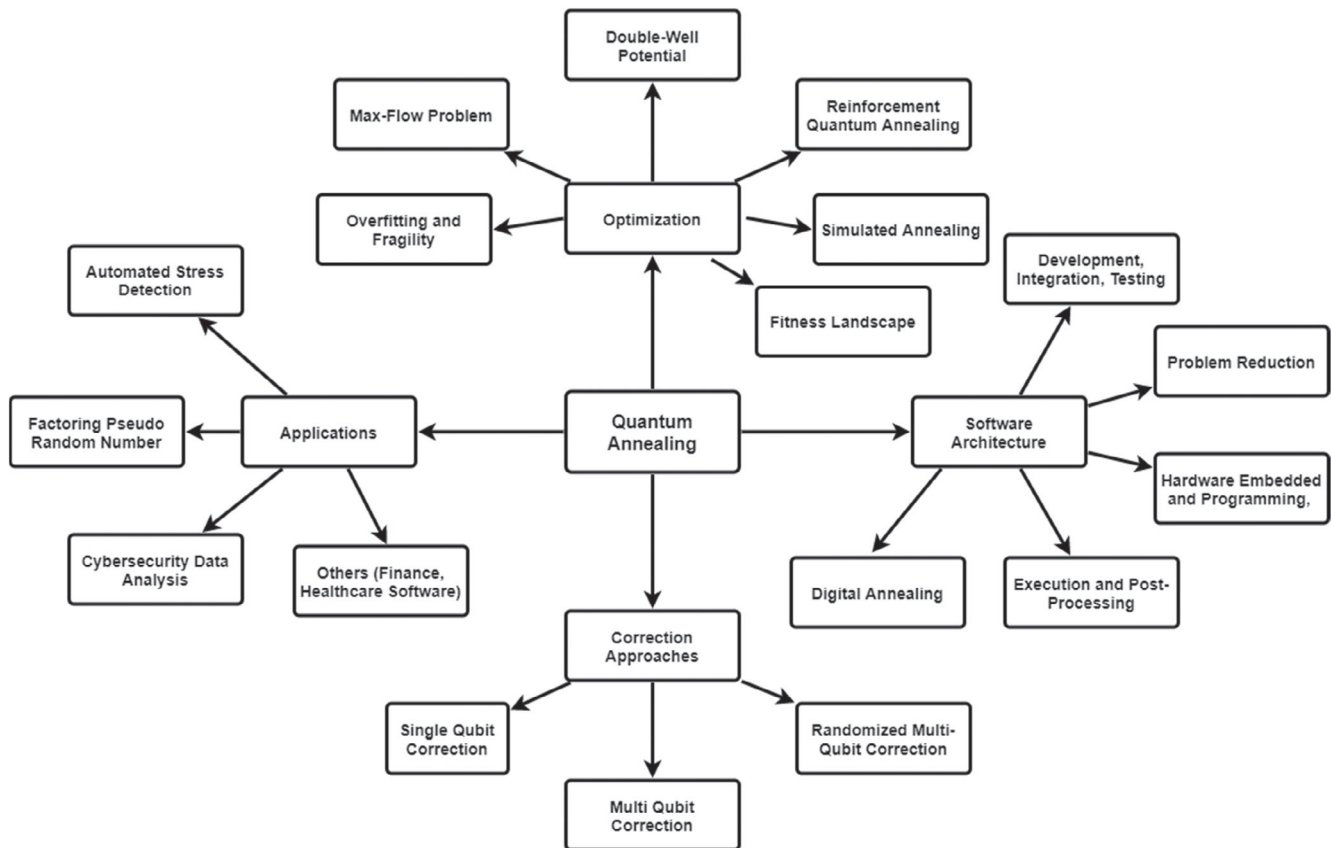 Double-Well
Potential
Max-Flow Problem
Reinforcement
Quantum Annealing
Overfitting and
Fragility
Optimization
Simulated Annealing
Fitness Landscape
Automated Stress
Detection
Development,
Integration, Testing
Factoring Pseudo
Random Number
Applications
Quantum
Annealing
Software
Architecture
Problem Reduction
Hardware Embedded
and Programming,
Cybersecurity Data
Analysis
Others (Finance,
Healthcare Software)
Digital Annealing
Execution and Post-
Processing
Correction
Approaches
Single Qubit
Correction
Randomized Multi-
Qubit Correction
Multi Qubit
Correction